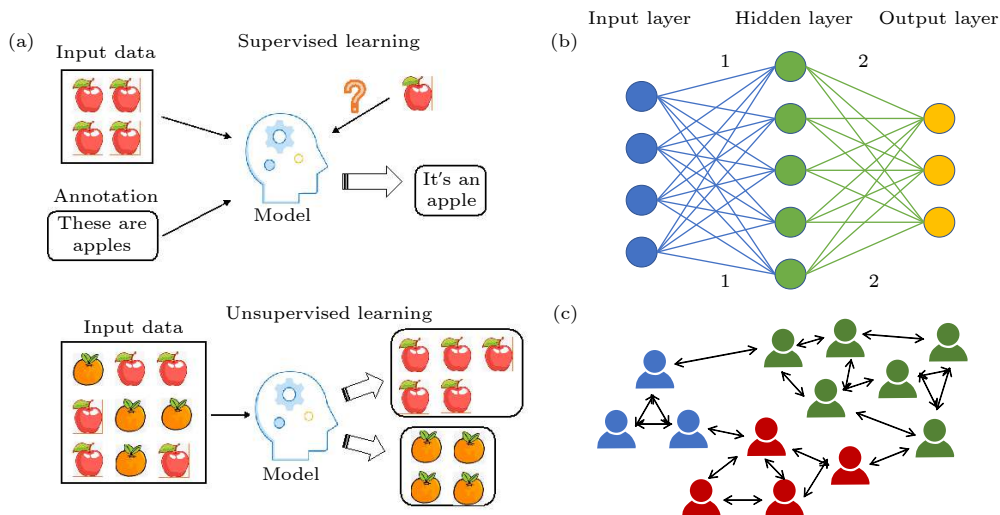 (a)
Input data
Supervised learning
?
Annotation
These are
apples
Model
It's an
apple
Input data
Unsupervised learning
Model
(b)
Input layer
Hidden layer
Output layer
1
2
1
2
(c)